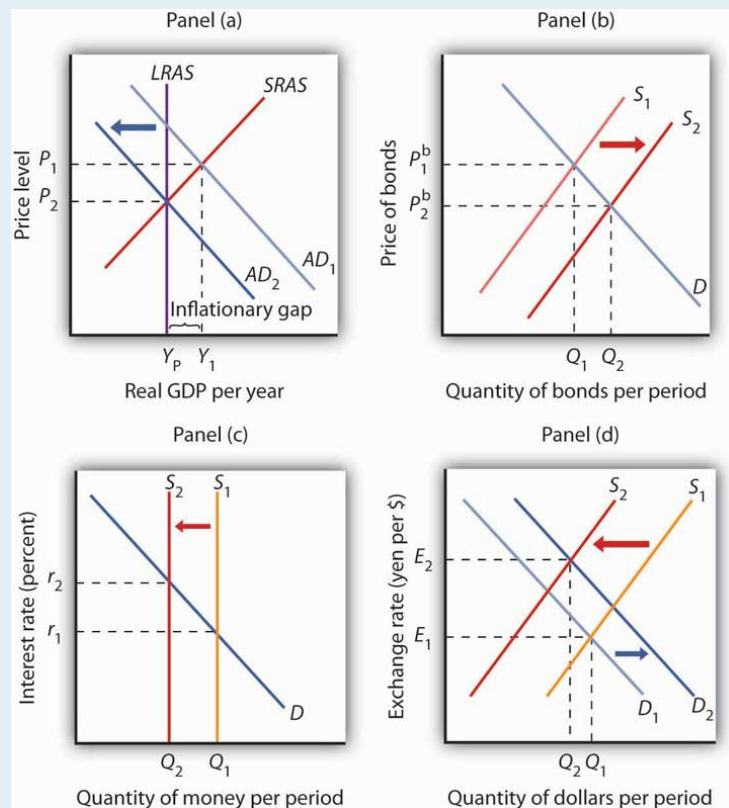 Panel (a)
LRAS
SRAS
P1
P2
Price level
AD1
AD2
Inflationary gap
YP Y1
Real GDP per year
Panel (b)
S1
S2
P1b
P2b
Price of bonds
D
Q1 Q2
Quantity of bonds per period
Panel (c)
S2 S1
r2
r1
Interest rate (percent)
D
Q2 Q1
Quantity of money per period
Panel (d)
S2 S1
E2
E1
Exchange rate (yen per $)
D1 D2
Q2 Q1
Quantity of dollars per period